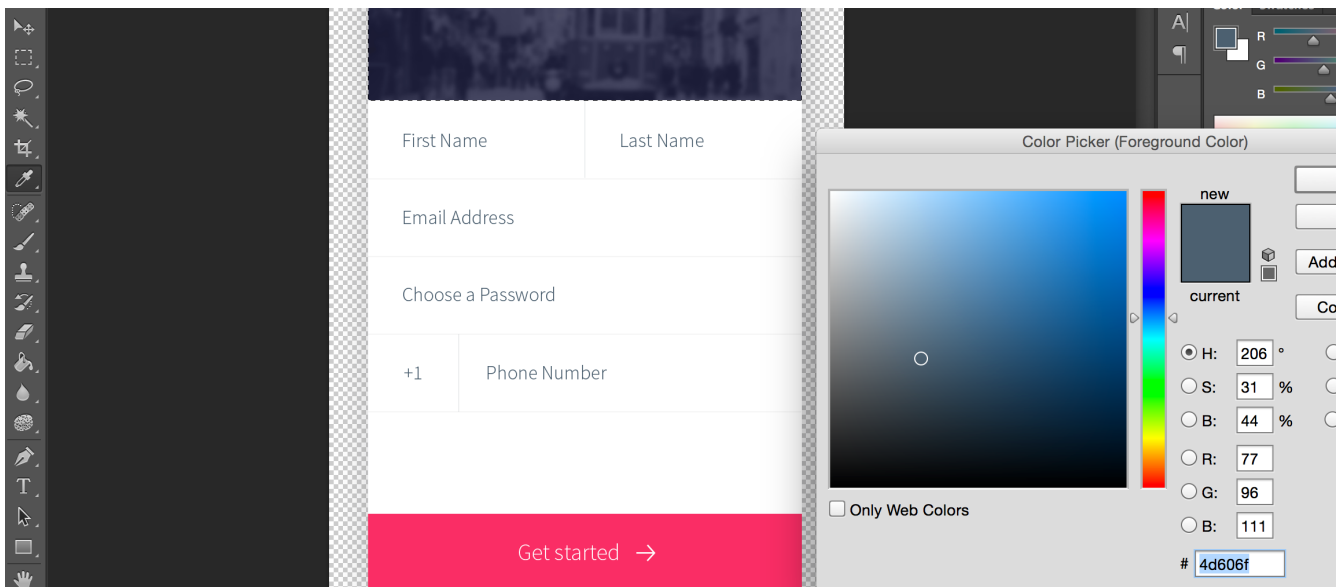 A|
R
G
B
First Name
Last Name
Email Address
Choose a Password
+1
Phone Number
Get started →
Color Picker (Foreground Color)
new
current
Add
Co
H: 206 °
S: 31 %
B: 44 %
R: 77
G: 96
B: 111
# 4d606f
Only Web Colors
T